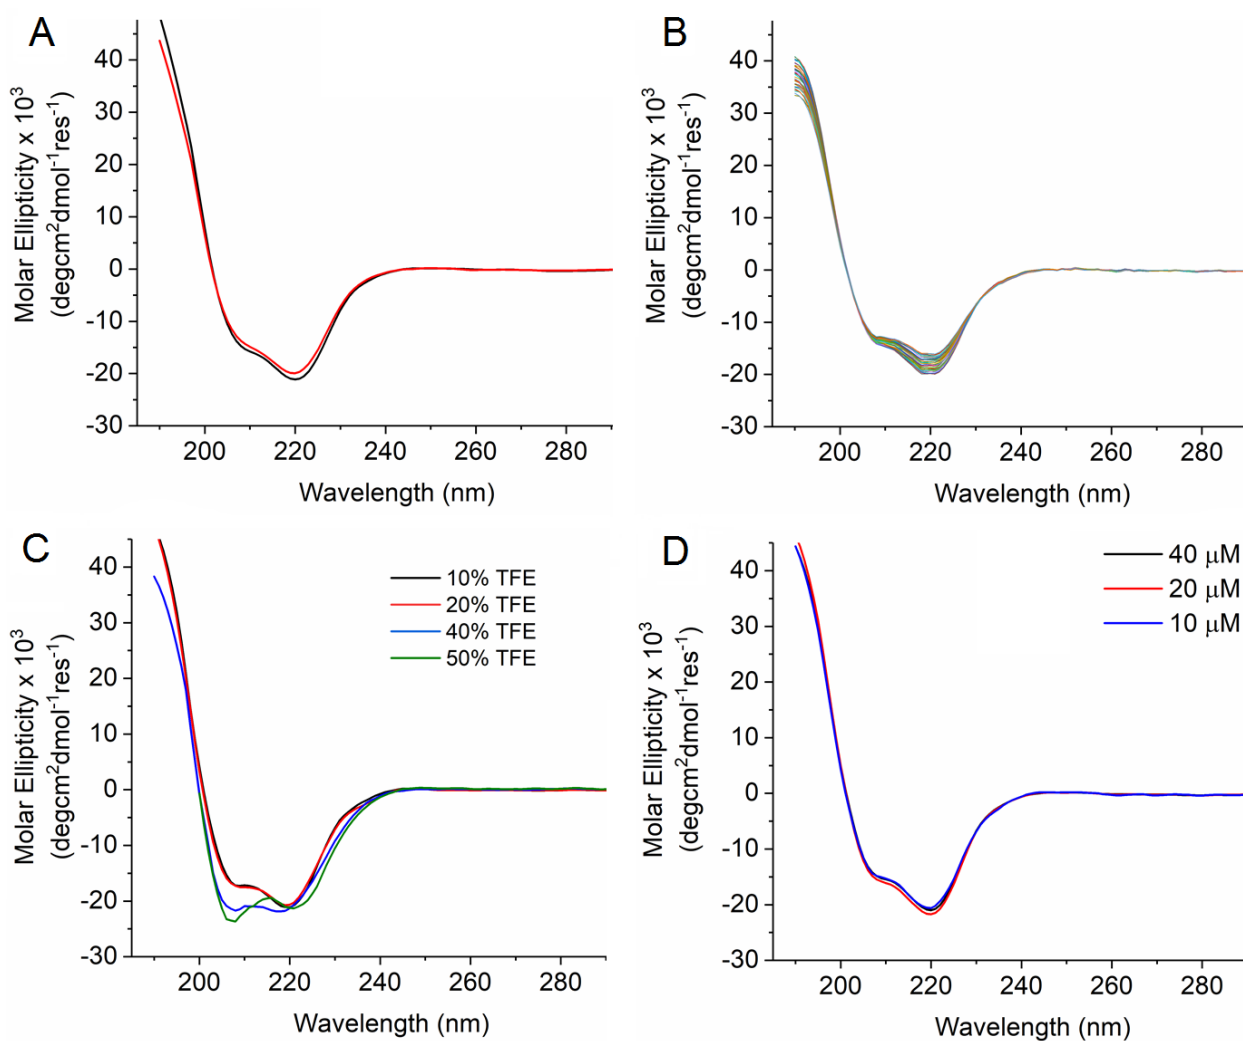 A
Molar Ellipticity x 10³
(degcm²dmol⁻¹res⁻¹)
40
30
20
10
0
-10
-20
-30
200
220
240
260
280
Wavelength (nm)
B
Molar Ellipticity x 10³
(degcm²dmol⁻¹res⁻¹)
40
30
20
10
0
-10
-20
-30
200
220
240
260
280
Wavelength (nm)
C
Molar Ellipticity x 10³
(degcm²dmol⁻¹res⁻¹)
40
30
20
10
0
-10
-20
-30
10% TFE
20% TFE
40% TFE
50% TFE
200
220
240
260
280
Wavelength (nm)
D
Molar Ellipticity x 10³
(degcm²dmol⁻¹res⁻¹)
40
30
20
10
0
-10
-20
-30
40 μM
20 μM
10 μM
200
220
240
260
280
Wavelength (nm)